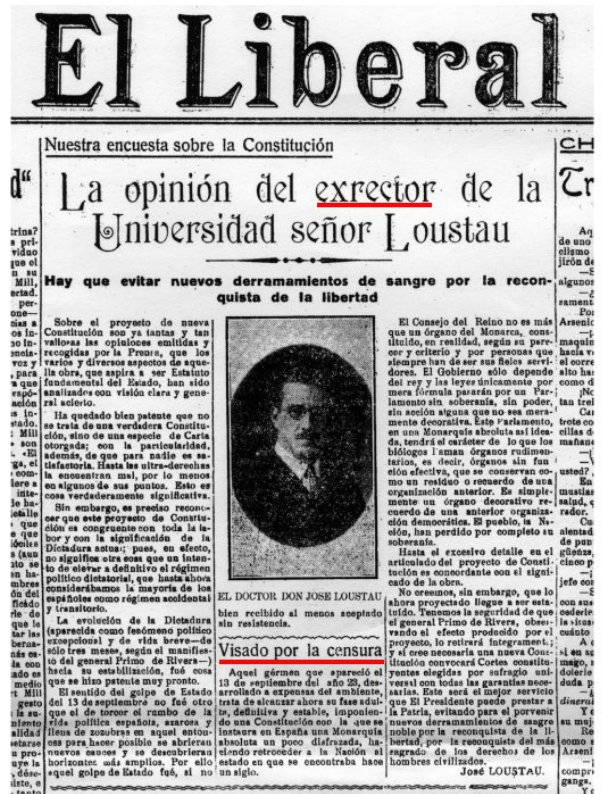 El Liberal
Nuestra encuesta sobre la Constitución
La opinión del exrector de la
Universidad señor Loustau
Hay que evitar nuevos derramamientos de sangre por la recon-
quista de la libertad
Sobre el proyecto de nueva
Constitución son ya tantas y tan
valiosas las opiniones emitidas y
recogidas por la Prensa, que los
varios y diversos aspectos de aque-
lla obra, que aspira a ser Estatuto
fundamental del Estado, han sido
analizados con visión clara y gene-
ral acierto.
Ha quedado bien patente que no
se trata de una verdadera Constitu-
ción, sino de una especie de Carta
otorgada; con la particularidad,
además, de que para nadie es sa-
tisfactoria. Hasta las ultra-derechas
la encuentran mal, por lo menos
en algunos de sus puntos. Esto es
cosa verdaderamente significativa.
Sin embargo, es preciso recono-
cer que este proyecto de Constitu-
ción es congruente con toda la la-
bor y con la significación de la
Dictadura actua; pues, en efecto,
no significa otra cosa que un inten-
to de elevar a definitivo el régimen
político dictatorial, que hasta ahora
considerábamos la mayoría de los
españoles como régimen accidental
y transitorio.
La evolución de la Dictadura
(aparecida como fenómeno político
excepcional y de vida breve—de
sólo tres meses, según el manifies-
to del general Primo de Rivera—)
hacia su estabilización, fué cosa
que se hizo patente muy pronto.
El sentido del golpe de Estado
del 13 de septiembre no fué otro
que el de torcer el rumbo de la
vida política española, azarosa y
llena de zozobras en aquel enton-
ces para hacer posible se abrieran
nuevos cauces y se descubrieran
horizontes más amplios. Por ello
aquel golpe de Estado fué, si no
EL DOCTOR DON JOSE LOUSTAU
bien recibido al menos aceptado
sin resistencia.
Visado por la censura
Aquel gérmen que apareció el
13 de septiembre del año 23, des-
arrollado a expensas del ambiente,
trata de alcanzar ahora su fase adul-
ta, definitiva y estable, imponien-
do una Constitución con la que se
instaura en España una Monarquía
absoluta un poco disfrazada, ha-
ciendo retroceder a la Nación al
estado en que se encontraba hace
un siglo.
El Consejo del Reino no es más
que un órgano del Monarca, cons-
tituido, en realidad, según su pare-
cer y criterio y por personas que
siempre han de ser sus fieles servi-
dores. El Gobierno sólo depende
del rey y las leyes únicamente por
mera fórmula pasarán por un Par-
lamento sin soberanía, sin poder,
sin acción alguna que no sea mera-
mente decorativa. Este Parlamento,
en una Monarquía absoluta así idea-
da, tendrá el carácter de lo que los
biólogos llaman órganos rudimen-
tarios, es decir, órganos sin fun
ción efectiva, que se conservan co-
mo un residuo o recuerdo de una
organización anterior. Es simple-
mente un órgano decorativo re-
cuerdo de una anterior organiza-
ción democrática. El pueblo, la Na-
ción, han perdido por completo su
soberanía.
Hasta el excesivo detalle en el
articulado del proyecto de Consti-
tución es concordante con el signi-
cado de la obra.
No creemos, sin embargo, que lo
ahora proyectado llegue a ser esta-
tuido. Tenemos la seguridad de que
el general Primo de Rivera, obser-
vando el efecto producido por el
proyecto, lo retirará íntegrament.;
y si cree necesaria una nueva Cons-
titución convocará Cortes constitu-
yentes elegidas por sufragio uni-
versal con todas las garantías nece-
sarias. Este será el mejor servicio
que El Presidente puede prestar a
la Patria, evitando para el porvenir
nuevos derramamientos de sangre
noble por la reconquista de la li-
bertad, por la reconquista del más
sagrado de los derechos de los
hombres civilizados.
José LOUSTAU.